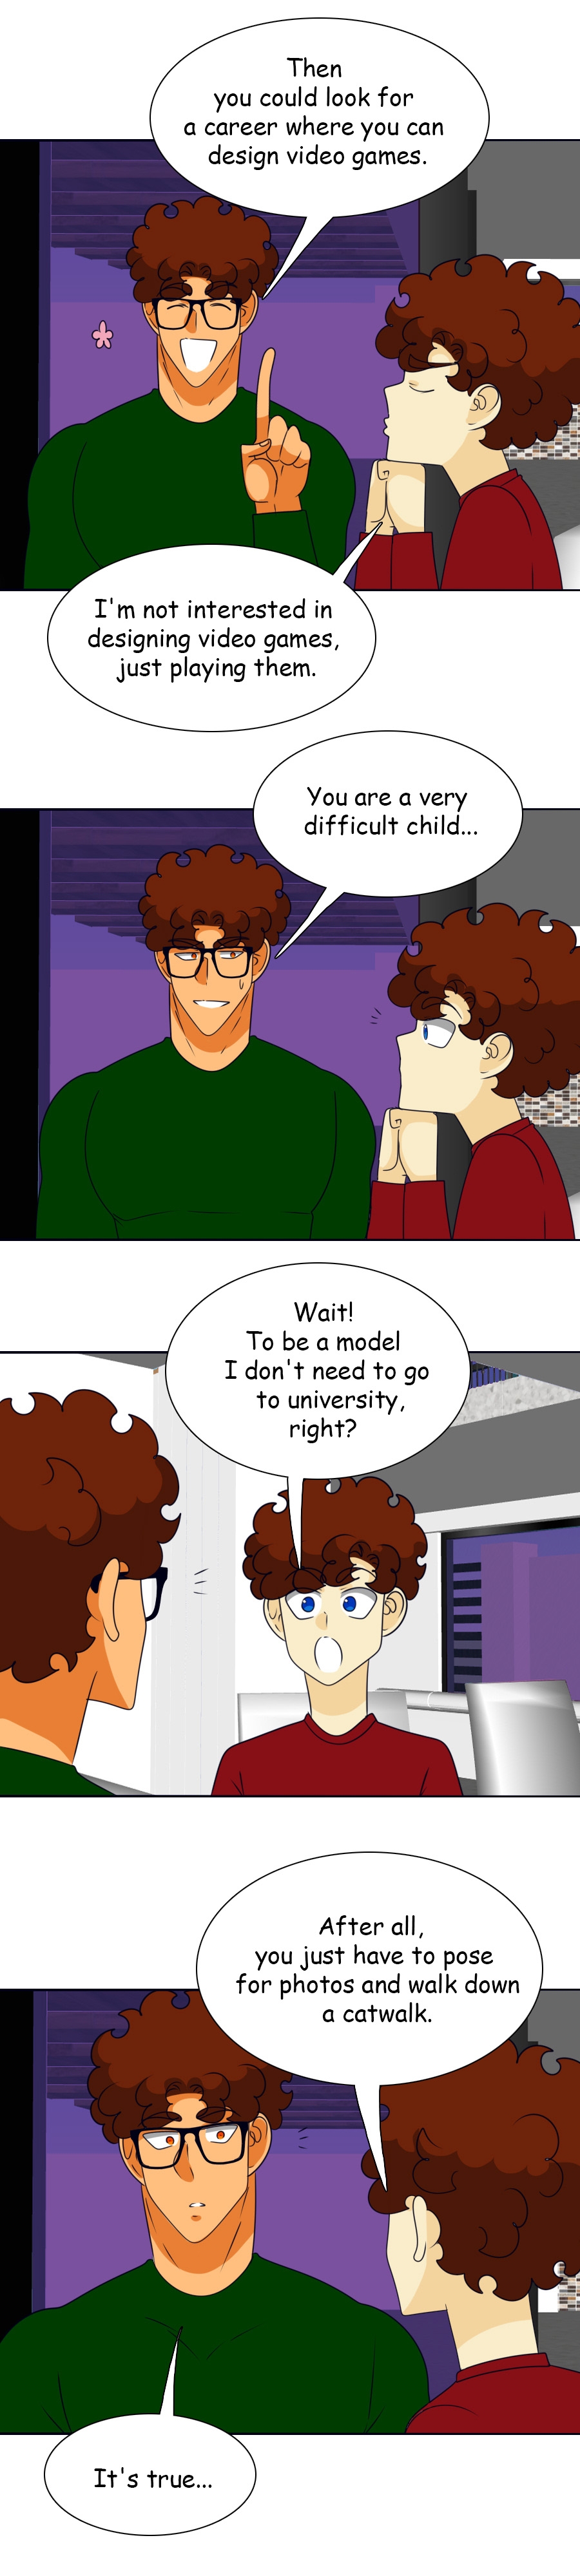 Then
you could look for
a career where you can
design video games.
I'm not interested in
designing video games,
just playing them.
You are a very
difficult child...
Wait!
To be a model
I don't need to go
to university,
right?
After all,
you just have to pose
for photos and walk down
a catwalk.
It's true...